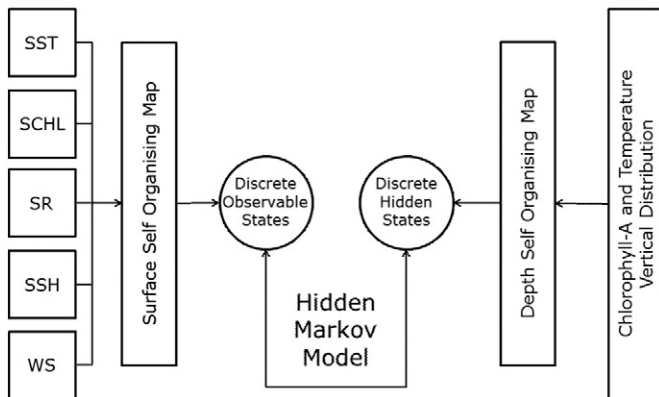 SST
SCHL
SR
SSH
WS
Surface Self Organising Map
Discrete
Observable
States
Hidden
Markov
Model
Discrete
Hidden
States
Depth Self Organising Map
Chlorophyll-A and Temperature
Vertical Distribution